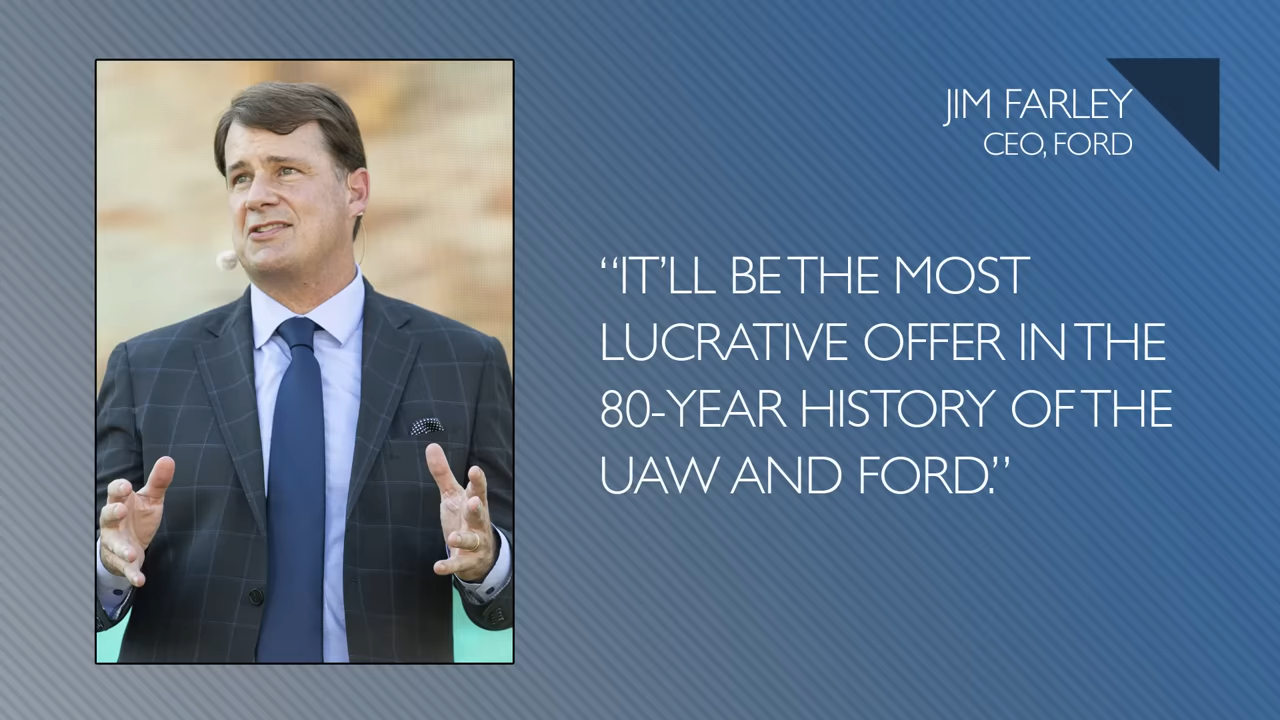 JIM FARLEY
CEO, FORD
“IT’LL BE THE MOST
LUCRATIVE OFFER IN THE
80-YEAR HISTORY OF THE
UAW AND FORD.”